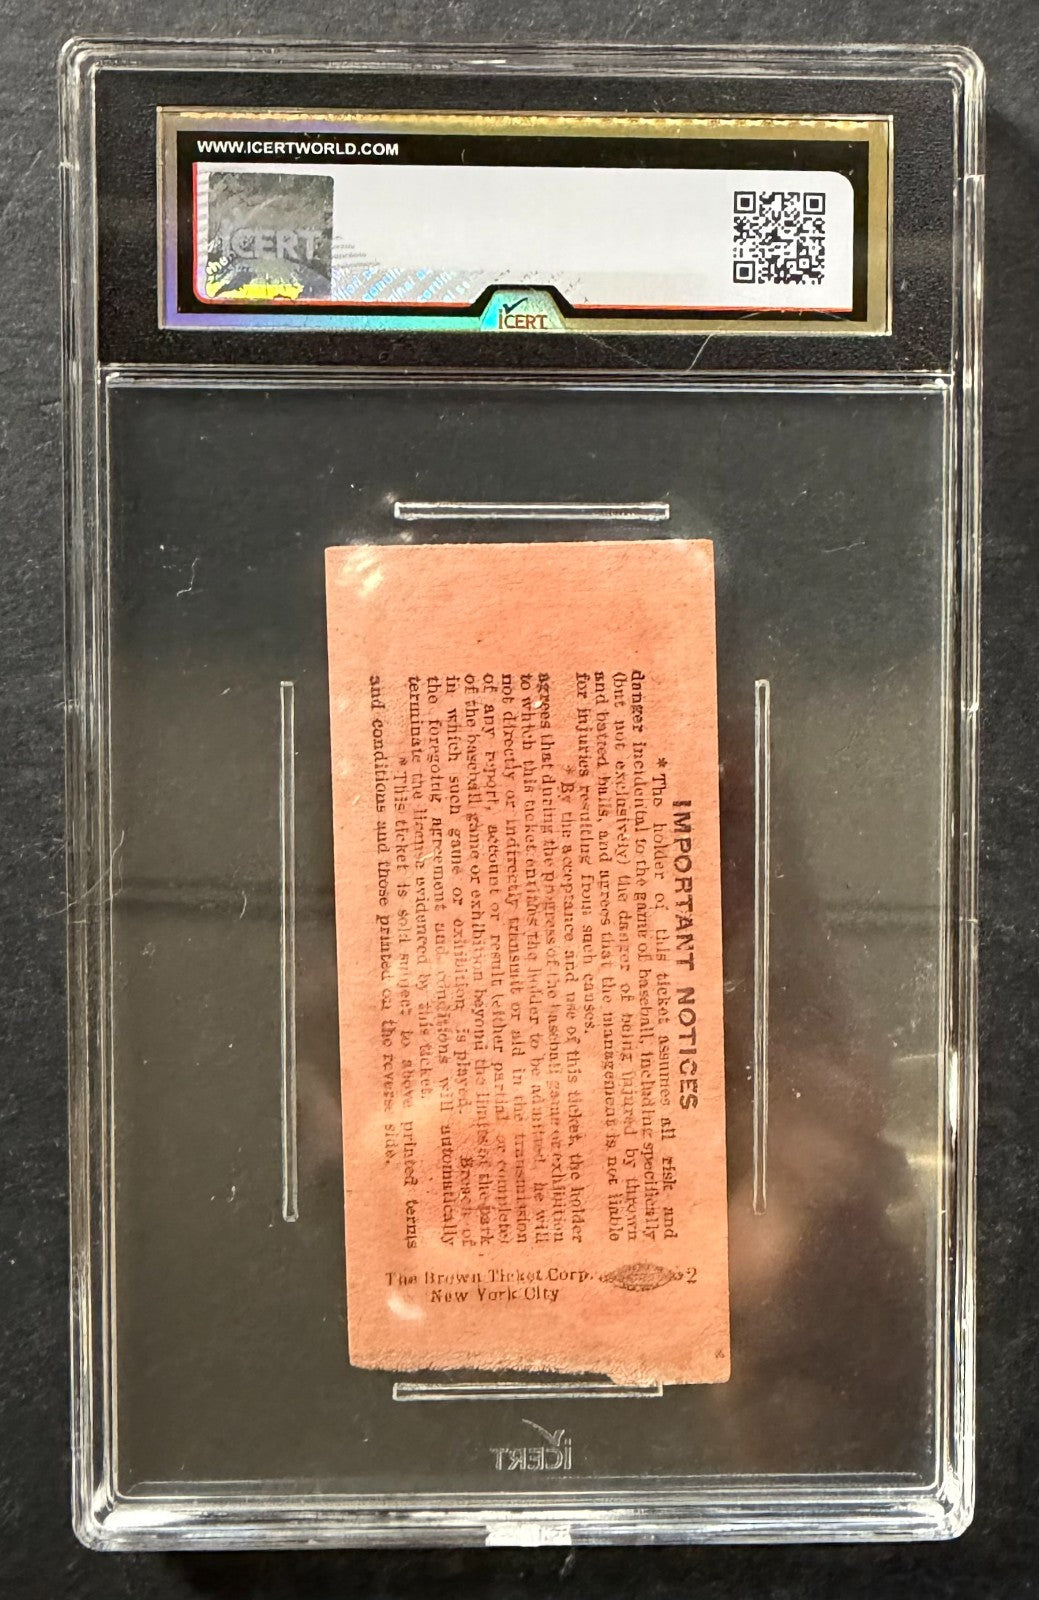 WWW.ICERTWORLD.COM
iCERT
iCERT
IMPORTANT NOTICES
* The holder of this ticket assumes all risk and
danger incidental to the game of baseball, including specifically
(but not exclusively) the danger of being injured by thrown
and batted balls, and agrees that the management is not liable
for injuries resulting from such causes.
* By the acceptance and use of this ticket, the holder
agrees that during the progress of the baseball game or exhibition
to which this ticket entitles the holder to be admitted, he will
not directly or indirectly transmit or aid in the transmission
of any report, account or result (either partial or complete)
of the baseball game or exhibition beyond the limits of the park,
in which such game or exhibition is played. Breach of
the foregoing agreement and conditions will automatically
terminate the license evidenced by this ticket.
* This ticket is sold subject to above printed terms
and conditions and those printed on the reverse side.
The Brown Ticket Corp.
2
New York City
iCERT